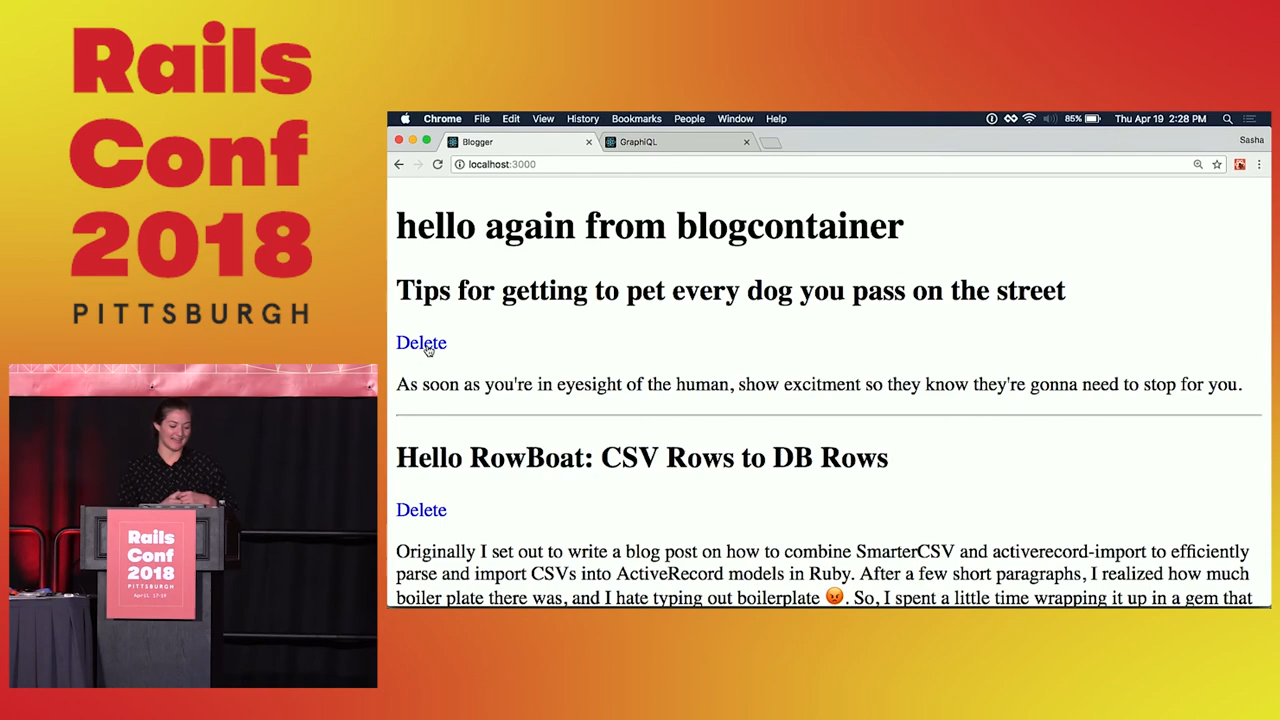 Rails
Conf
2018
PITTSBURGH
Chrome File Edit View History Bookmarks People Window Help 85% Thu Apr 19 2:28 PM
Blogger GraphiQL Sasha
localhost:3000
hello again from blogcontainer
Tips for getting to pet every dog you pass on the street
Delete
As soon as you're in eyesight of the human, show excitment so they know they're gonna need to stop for you.
Hello RowBoat: CSV Rows to DB Rows
Delete
Originally I set out to write a blog post on how to combine SmarterCSV and activerecord-import to efficiently
parse and import CSVs into ActiveRecord models in Ruby. After a few short paragraphs, I realized how much
boiler plate there was, and I hate typing out boilerplate 😡. So, I spent a little time wrapping it up in a gem that
Rails
Conf
2018
PITTSBURGH
April, 17-19